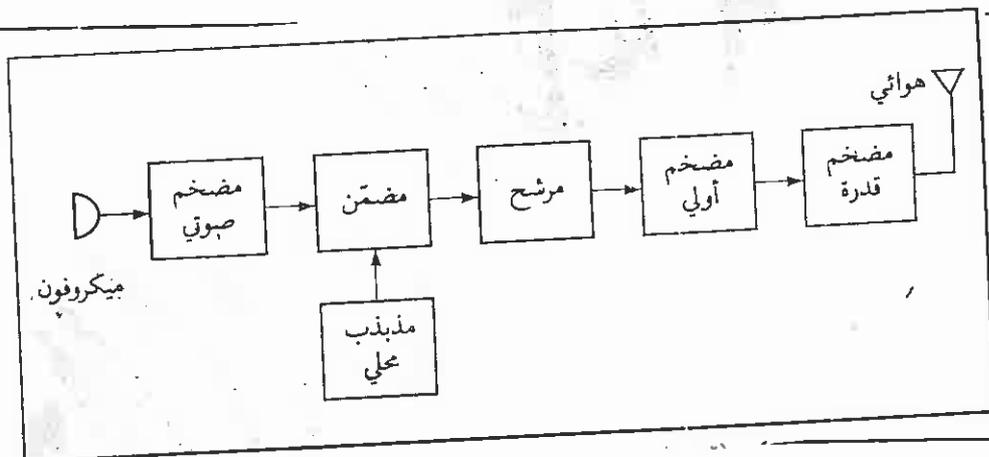 هوائي
ميكروفون
مضخم
صوتي
مضمّن
مرشح
مضخم
أولي
مضخم
قدرة
مذبذب
محلي